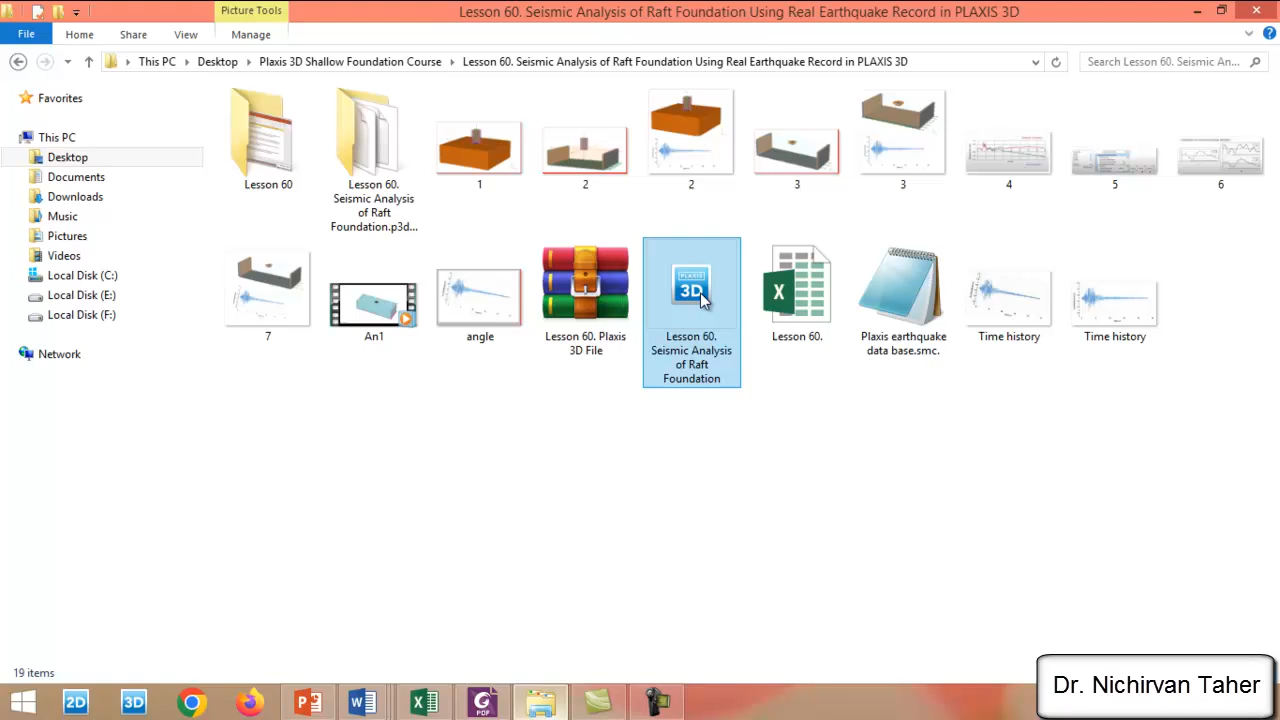 Picture Tools
Lesson 60. Seismic Analysis of Raft Foundation Using Real Earthquake Record in PLAXIS 3D
File
Home
Share
View
Manage
This PC
Desktop
Plaxis 3D Shallow Foundation Course
Lesson 60. Seismic Analysis of Raft Foundation Using Real Earthquake Record in PLAXIS 3D
Search Lesson 60. Seismic An...
Favorites
This PC
Desktop
Documents
Downloads
Music
Pictures
Videos
Local Disk (C:)
Local Disk (E:)
Local Disk (F:)
Network
Lesson 60
Lesson 60.
Seismic Analysis
of Raft
Foundation.p3d...
1
2
2
3
3
4
5
6
7
An1
angle
Lesson 60. Plaxis
3D File
PLAXIS
3D
Lesson 60.
Seismic Analysis
of Raft
Foundation
X
Lesson 60.
Plaxis earthquake
data base.smc.
Time history
Time history
19 items
2D
3D
PDF
Dr. Nichirvan Taher